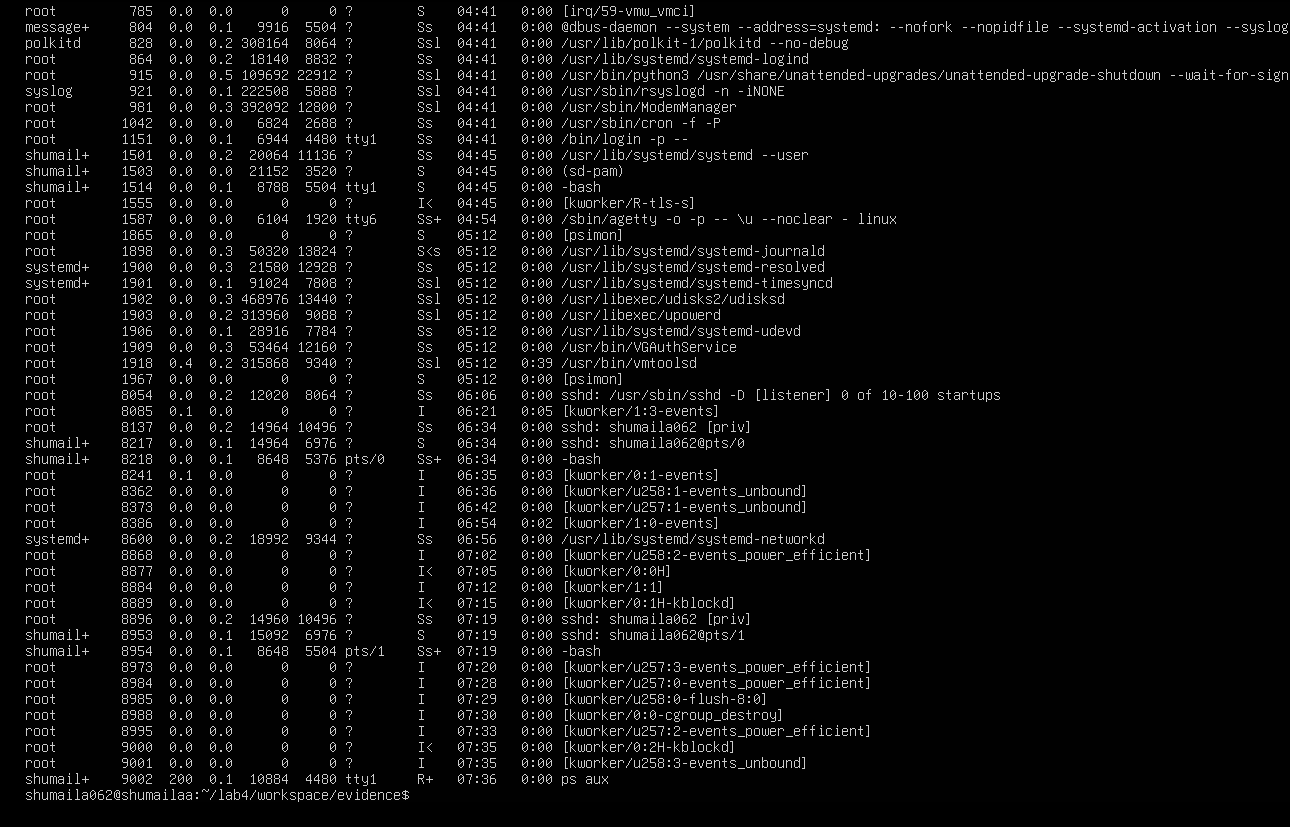 root         785  0.0  0.0      0     0 ?        S    04:41   0:00 [irq/59-vmw_vmci]
message+     804  0.0  0.1   9916  5504 ?        Ss   04:41   0:00 @dbus-daemon --system --address=systemd: --nofork --nopidfile --systemd-activation --syslog
polkitd      828  0.0  0.2 308164  8064 ?        Ssl  04:41   0:00 /usr/lib/polkit-1/polkitd --no-debug
root         864  0.0  0.2  18140  8832 ?        Ss   04:41   0:00 /usr/lib/systemd/systemd-logind
root         915  0.0  0.5 109692 22912 ?        Ssl  04:41   0:00 /usr/bin/python3 /usr/share/unattended-upgrades/unattended-upgrade-shutdown --wait-for-sign
syslog       921  0.0  0.1 222508  5888 ?        Ssl  04:41   0:00 /usr/sbin/rsyslogd -n -iNONE
root         981  0.0  0.3 392092 12800 ?        Ssl  04:41   0:00 /usr/sbin/ModemManager
root        1042  0.0  0.0   6824  2688 ?        Ss   04:41   0:00 /usr/sbin/cron -f -P
root        1151  0.0  0.1   6944  4480 tty1     Ss   04:41   0:00 /bin/login -p --
shumail+    1501  0.0  0.2  20064 11136 ?        Ss   04:45   0:00 /usr/lib/systemd/systemd --user
shumail+    1503  0.0  0.0  21152  3520 ?        S    04:45   0:00 (sd-pam)
shumail+    1514  0.0  0.1   8788  5504 tty1     S    04:45   0:00 -bash
root        1555  0.0  0.0      0     0 ?        I<   04:45   0:00 [kworker/R-tls-s]
root        1587  0.0  0.0   6104  1920 tty6     Ss+  04:54   0:00 /sbin/agetty -o -p -- \u --noclear - linux
root        1865  0.0  0.0      0     0 ?        S    05:12   0:00 [psimon]
root        1898  0.0  0.3  50320 13824 ?        S<s  05:12   0:00 /usr/lib/systemd/systemd-journald
systemd+    1900  0.0  0.3  21580 12928 ?        Ss   05:12   0:00 /usr/lib/systemd/systemd-resolved
systemd+    1901  0.0  0.1  91024  7808 ?        Ssl  05:12   0:00 /usr/lib/systemd/systemd-timesyncd
root        1902  0.0  0.3 468976 13440 ?        Ssl  05:12   0:00 /usr/libexec/udisks2/udisksd
root        1903  0.0  0.2 313960  9088 ?        Ssl  05:12   0:00 /usr/libexec/upowerd
root        1906  0.0  0.1  28916  7784 ?        Ss   05:12   0:00 /usr/lib/systemd/systemd-udevd
root        1909  0.0  0.3  53464 12160 ?        Ss   05:12   0:00 /usr/bin/VGAuthService
root        1918  0.4  0.2 315868  9340 ?        Ssl  05:12   0:39 /usr/bin/vmtoolsd
root        1967  0.0  0.0      0     0 ?        S    05:12   0:00 [psimon]
root        8054  0.0  0.2  12020  8064 ?        Ss   06:06   0:00 sshd: /usr/sbin/sshd -D [listener] 0 of 10-100 startups
root        8085  0.1  0.0      0     0 ?        I    06:21   0:05 [kworker/1:3-events]
root        8137  0.0  0.2  14964 10496 ?        Ss   06:34   0:00 sshd: shumaila062 [priv]
shumail+    8217  0.0  0.1  14964  6976 ?        S    06:34   0:00 sshd: shumaila062@pts/0
shumail+    8218  0.0  0.1   8648  5376 pts/0    Ss+  06:34   0:00 -bash
root        8241  0.1  0.0      0     0 ?        I    06:35   0:03 [kworker/0:1-events]
root        8362  0.0  0.0      0     0 ?        I    06:36   0:00 [kworker/u258:1-events_unbound]
root        8373  0.0  0.0      0     0 ?        I    06:42   0:00 [kworker/u257:1-events_unbound]
root        8386  0.0  0.0      0     0 ?        I    06:54   0:02 [kworker/1:0-events]
systemd+    8600  0.0  0.2  18992  9344 ?        Ss   06:56   0:00 /usr/lib/systemd/systemd-networkd
root        8868  0.0  0.0      0     0 ?        I    07:02   0:00 [kworker/u258:2-events_power_efficient]
root        8877  0.0  0.0      0     0 ?        I<   07:05   0:00 [kworker/0:0H]
root        8884  0.0  0.0      0     0 ?        I    07:12   0:00 [kworker/1:1]
root        8889  0.0  0.0      0     0 ?        I<   07:15   0:00 [kworker/0:1H-kblockd]
root        8896  0.0  0.2  14960 10496 ?        Ss   07:19   0:00 sshd: shumaila062 [priv]
shumail+    8953  0.0  0.1  15092  6976 ?        S    07:19   0:00 sshd: shumaila062@pts/1
shumail+    8954  0.0  0.1   8648  5504 pts/1    Ss+  07:19   0:00 -bash
root        8973  0.0  0.0      0     0 ?        I    07:20   0:00 [kworker/u257:3-events_power_efficient]
root        8984  0.0  0.0      0     0 ?        I    07:28   0:00 [kworker/u257:0-events_power_efficient]
root        8985  0.0  0.0      0     0 ?        I    07:29   0:00 [kworker/u258:0-flush-8:0]
root        8988  0.0  0.0      0     0 ?        I    07:30   0:00 [kworker/0:0-cgroup_destroy]
root        8995  0.0  0.0      0     0 ?        I    07:33   0:00 [kworker/u257:2-events_power_efficient]
root        9000  0.0  0.0      0     0 ?        I<   07:35   0:00 [kworker/0:2H-kblockd]
root        9001  0.0  0.0      0     0 ?        I    07:35   0:00 [kworker/u258:3-events_unbound]
shumail+    9002  200  0.1  10884  4480 tty1     R+   07:36   0:00 ps aux
shumaila062@shumailaa:~/lab4/workspace/evidence$